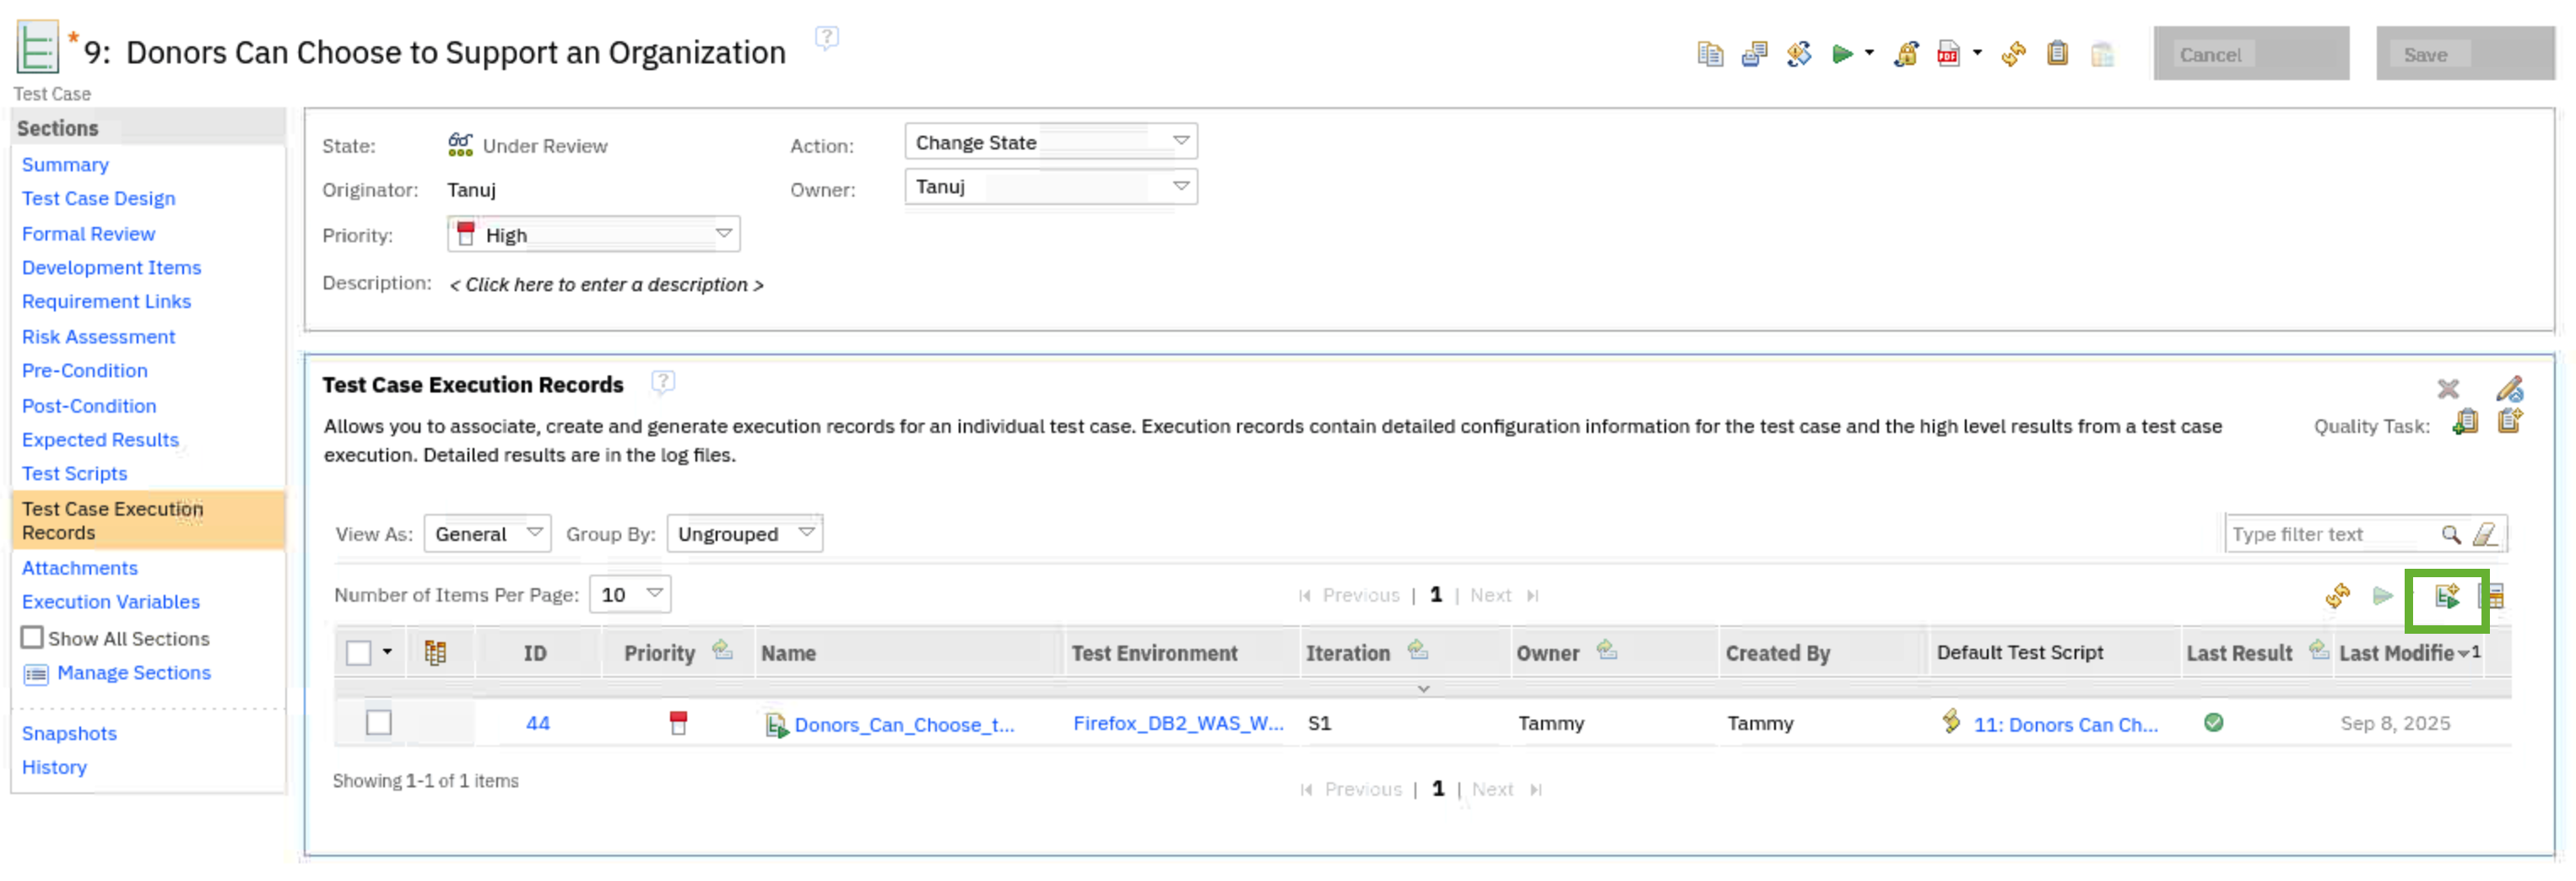 * 9: Donors Can Choose to Support an Organization ?
PDF
Cancel Save
Test Case
Sections
Summary
Test Case Design
Formal Review
Development Items
Requirement Links
Risk Assessment
Pre-Condition
Post-Condition
Expected Results
Test Scripts
Test Case Execution
Records
Attachments
Execution Variables
Show All Sections
Manage Sections
Snapshots
History
State: Under Review Action: Change State
Originator: Tanuj Owner: Tanuj
Priority: High
Description: < Click here to enter a description >
Test Case Execution Records ?
Allows you to associate, create and generate execution records for an individual test case. Execution records contain detailed configuration information for the test case and the high level results from a test case
execution. Detailed results are in the log files.
Quality Task:
View As: General Group By: Ungrouped Type filter text
Number of Items Per Page: 10 Previous | 1 | Next
ID Priority Name Test Environment Iteration Owner Created By Default Test Script Last Result Last Modifie 1
44 Donors_Can_Choose_t... Firefox_DB2_WAS_W... S1 Tammy Tammy 11: Donors Can Ch... Sep 8, 2025
Showing 1-1 of 1 items Previous | 1 | Next